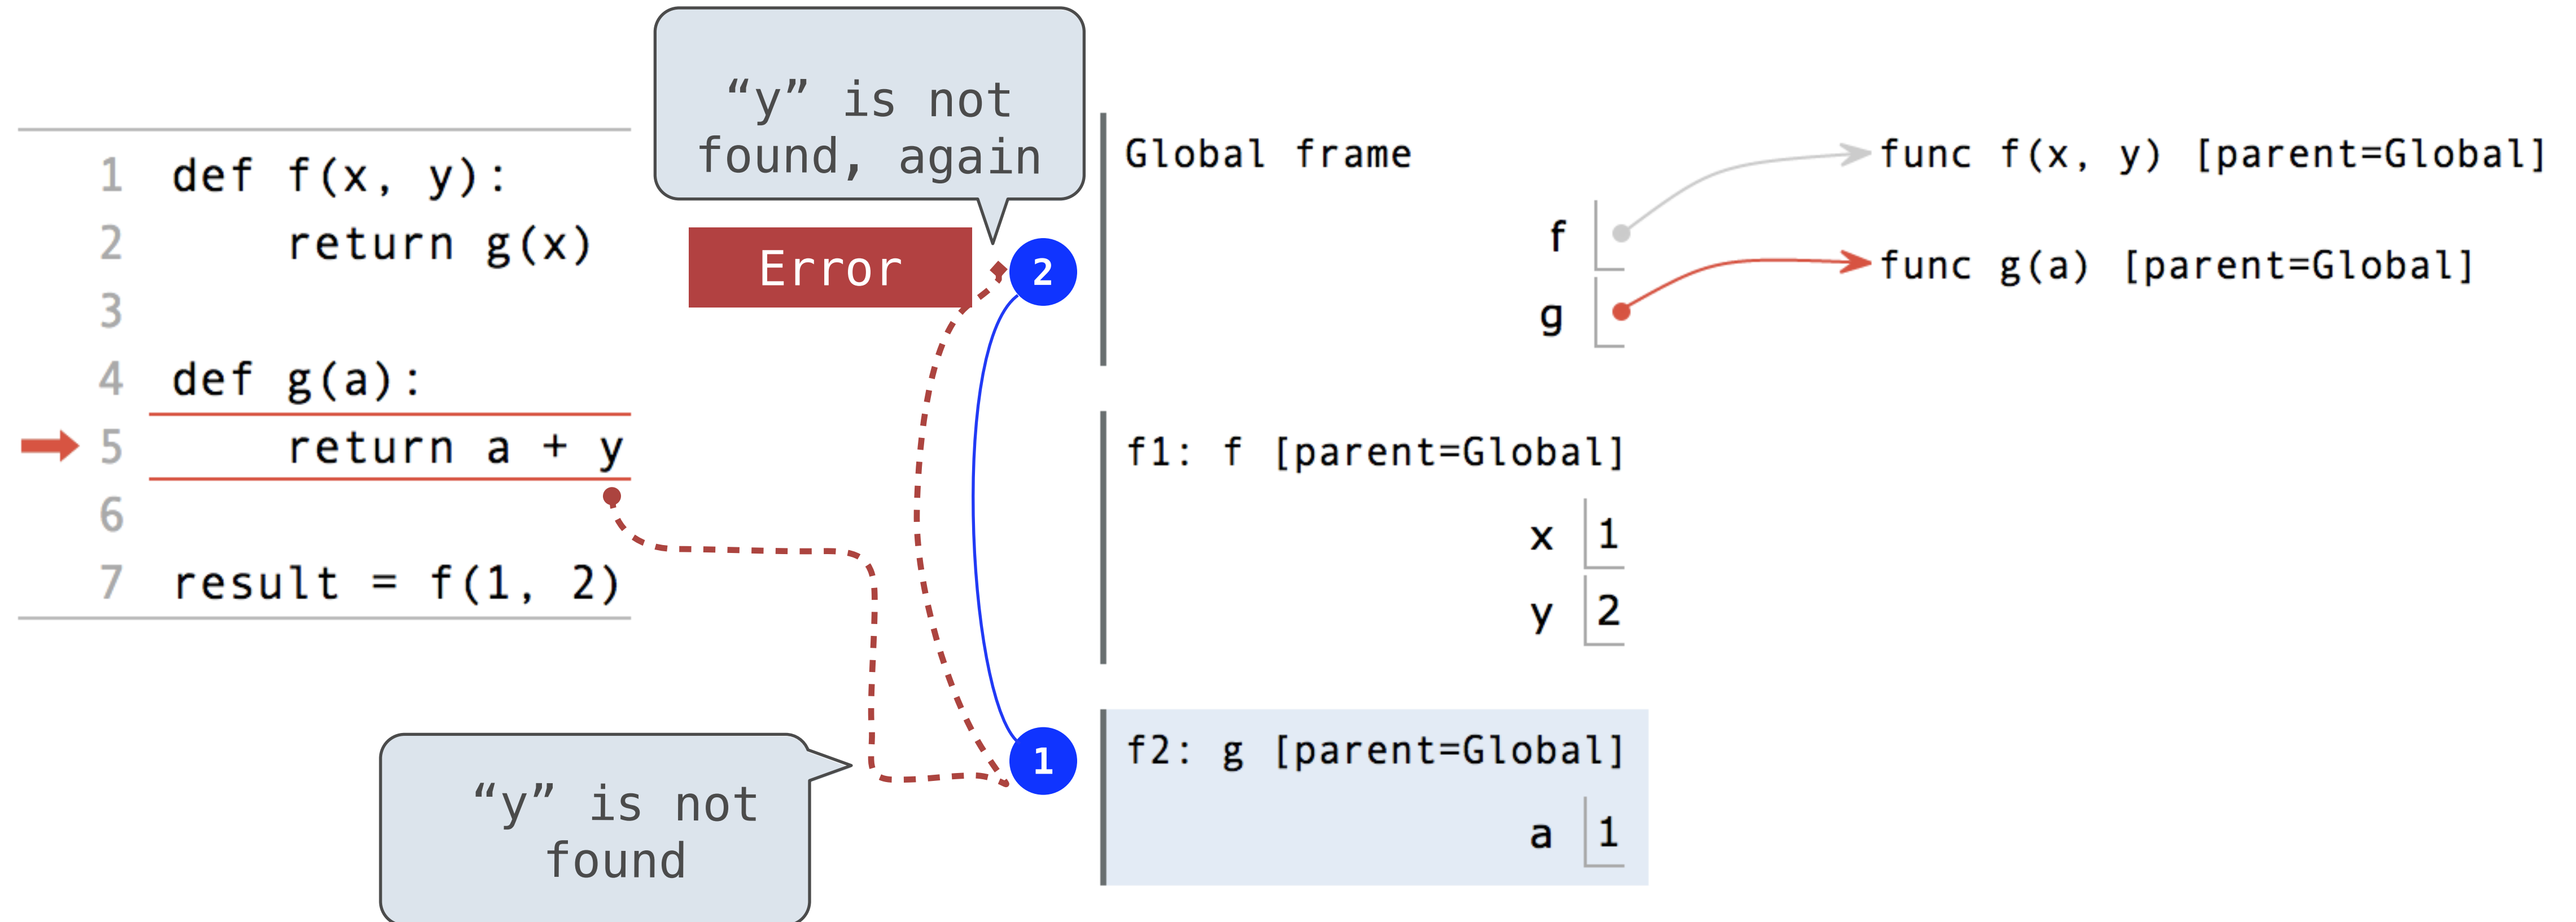 “y” is not
found, again
Error
1 def f(x, y):
2     return g(x)
3
4 def g(a):
5     return a + y
6
7 result = f(1, 2)
“y” is not
found
2
1
Global frame
f
g
func f(x, y) [parent=Global]
func g(a) [parent=Global]
f1: f [parent=Global]
x 1
y 2
f2: g [parent=Global]
a 1